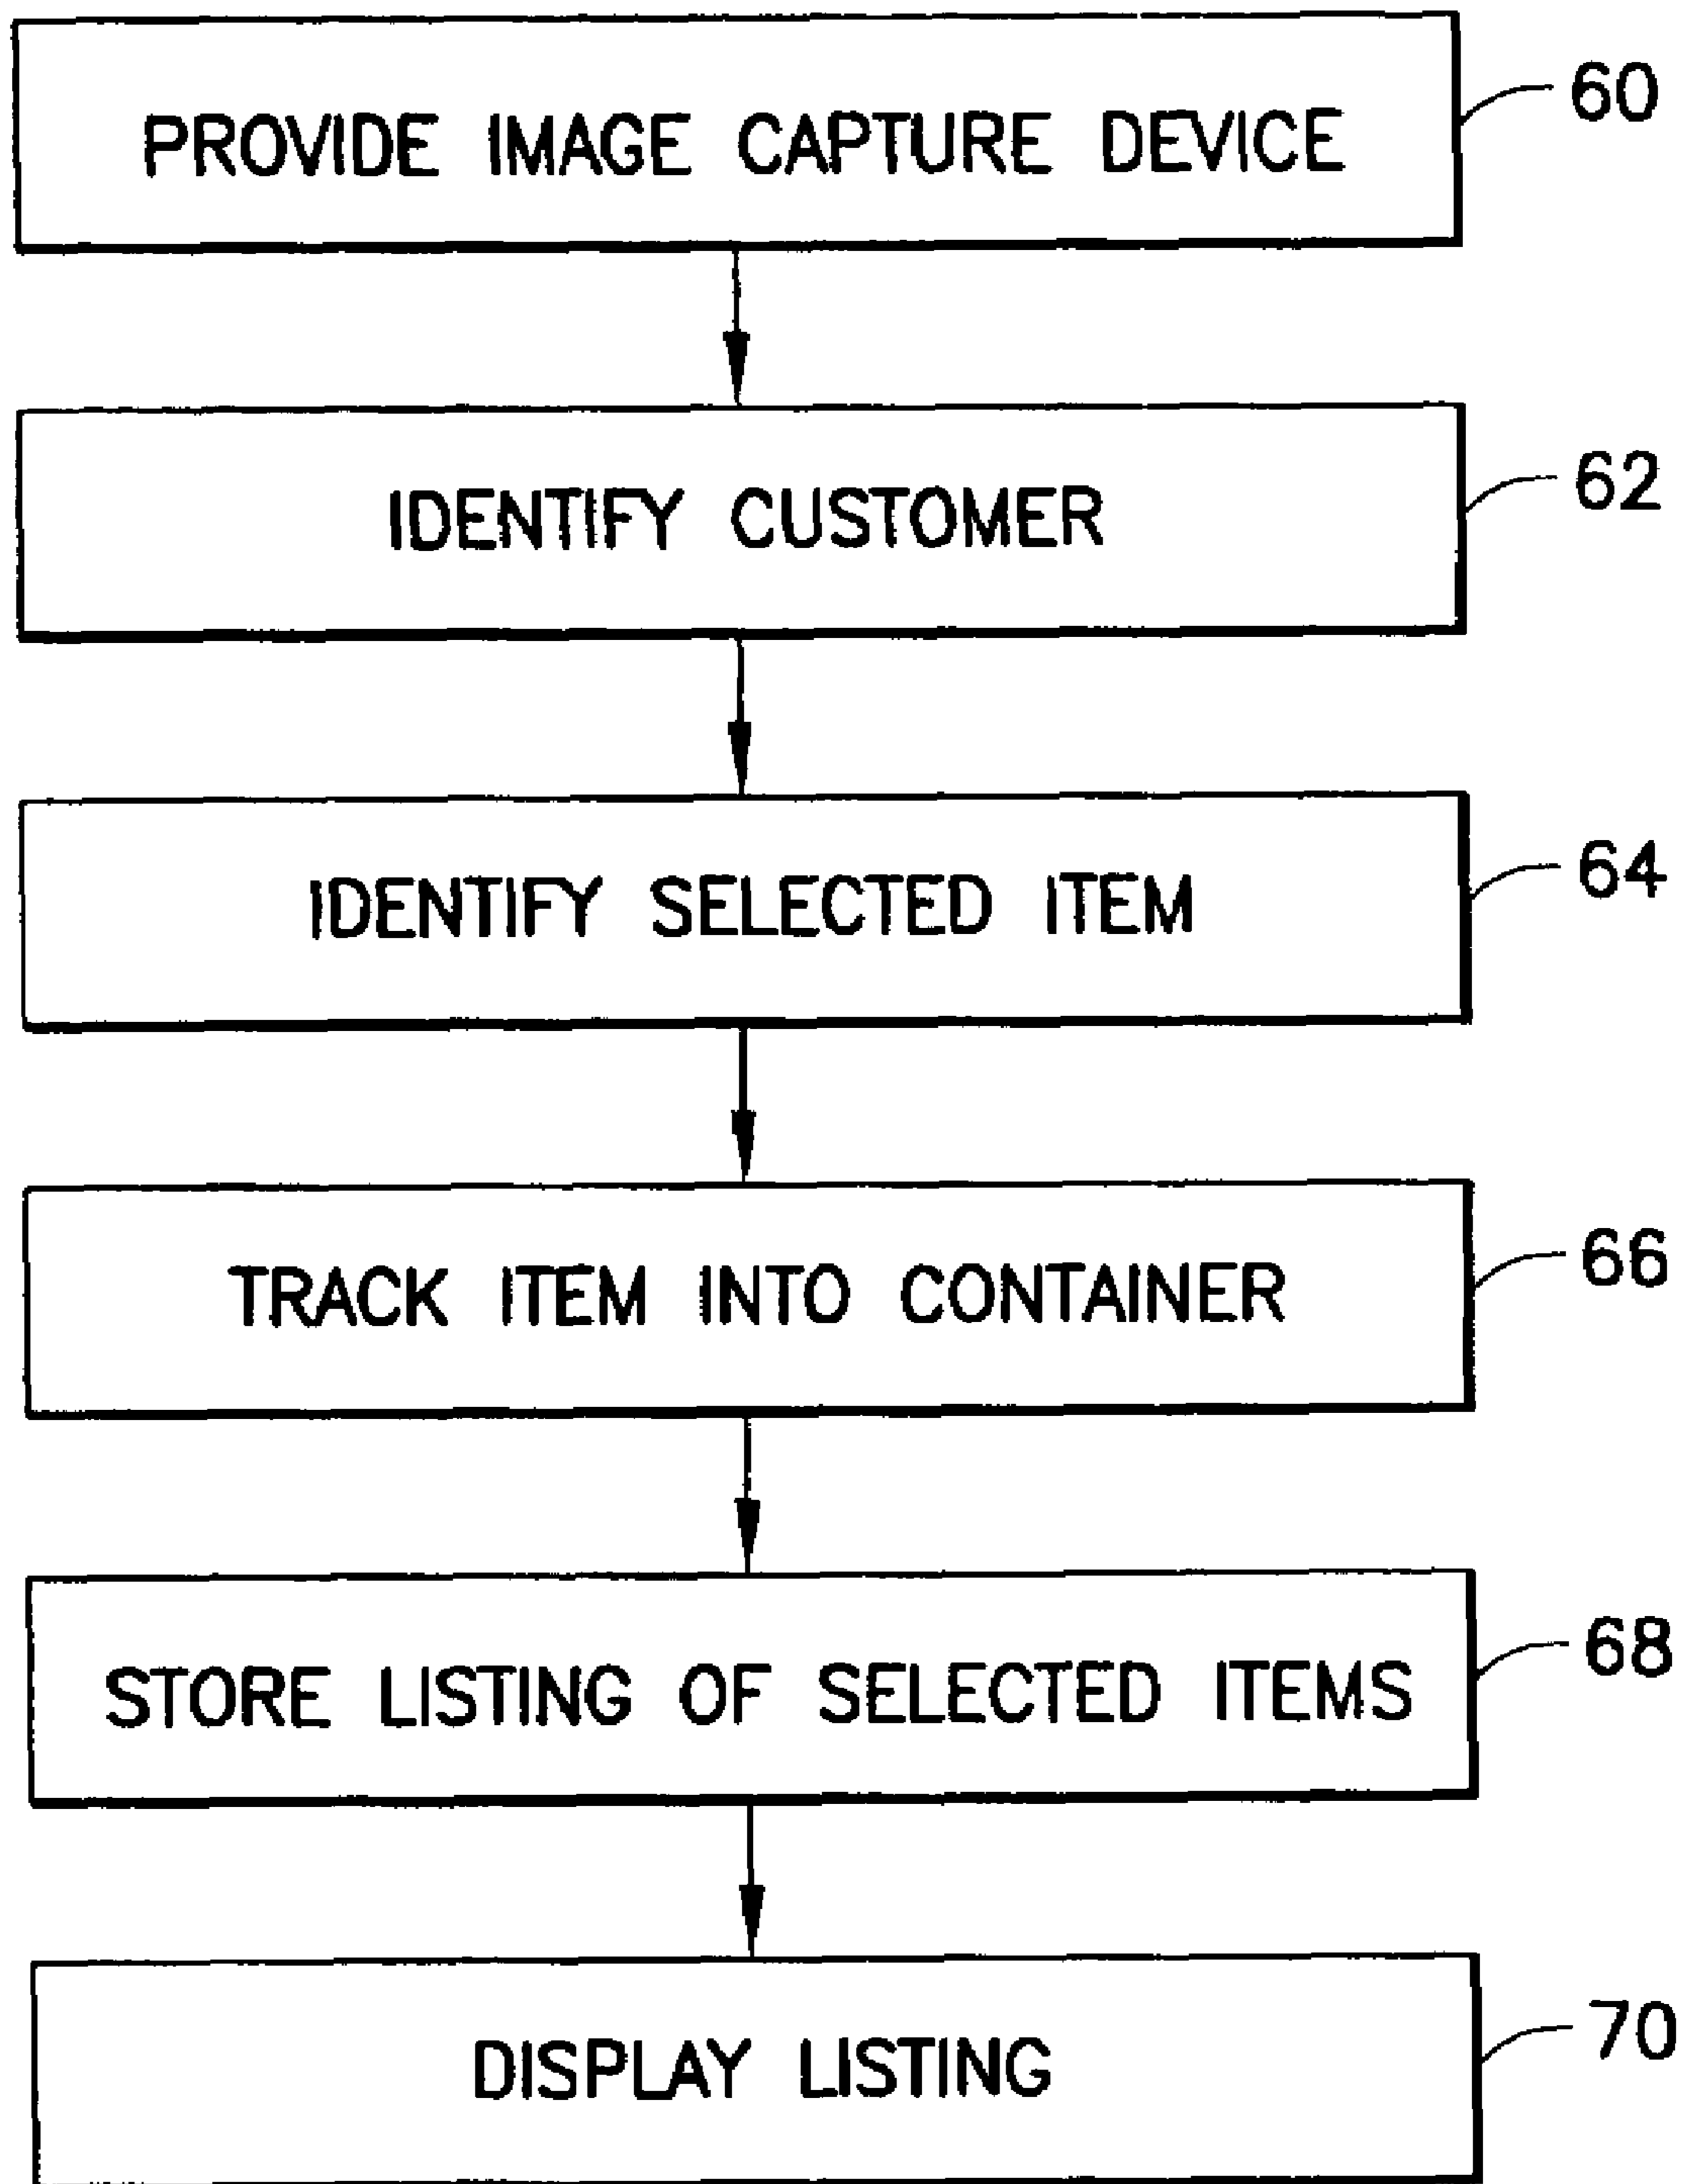 PROVIDE IMAGE CAPTURE DEVICE
60
IDENTIFY CUSTOMER
62
IDENTIFY SELECTED ITEM
64
TRACK ITEM INTO CONTAINER
66
STORE LISTING OF SELECTED ITEMS
68
DISPLAY LISTING
70